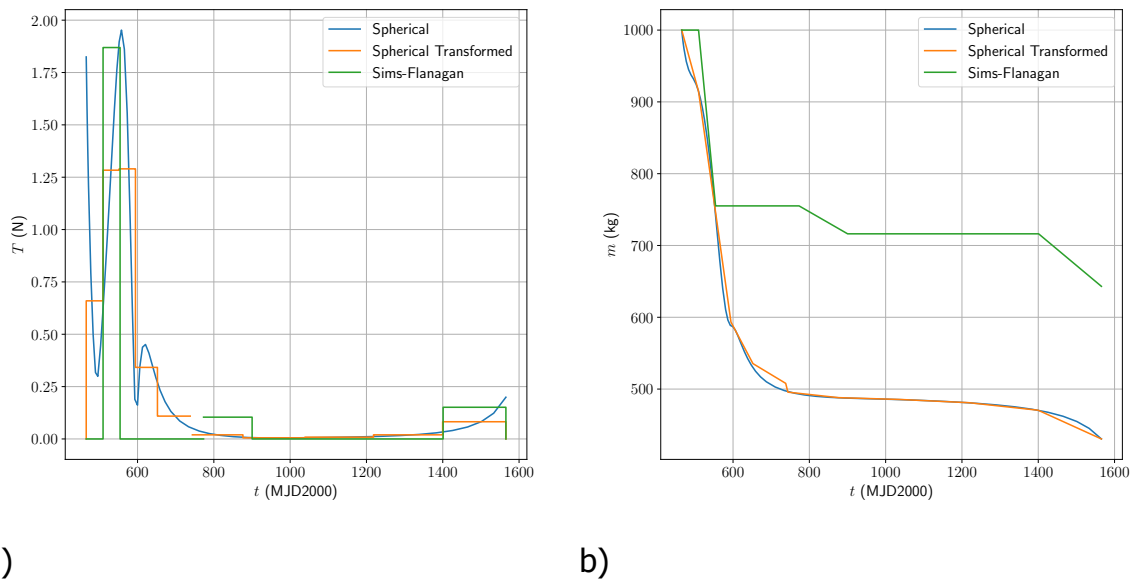 2.00
1.75
1.50
1.25
1.00
0.75
0.50
0.25
0.00
T (N)
600
800
1000
1200
1400
1600
t (MJD2000)
Spherical
Spherical Transformed
Sims-Flanagan
)
1000
900
800
700
600
500
m (kg)
600
800
1000
1200
1400
1600
t (MJD2000)
Spherical
Spherical Transformed
Sims-Flanagan
b)